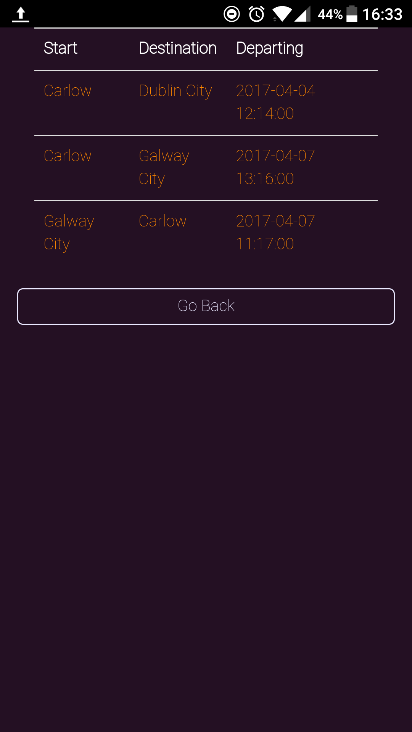 44% 16:33
Start Destination Departing
Carlow Dublin City 2017-04-04
12:14:00
Carlow Galway 2017-04-07
City 13:16:00
Galway Carlow 2017-04-07
City 11:17:00
Go Back